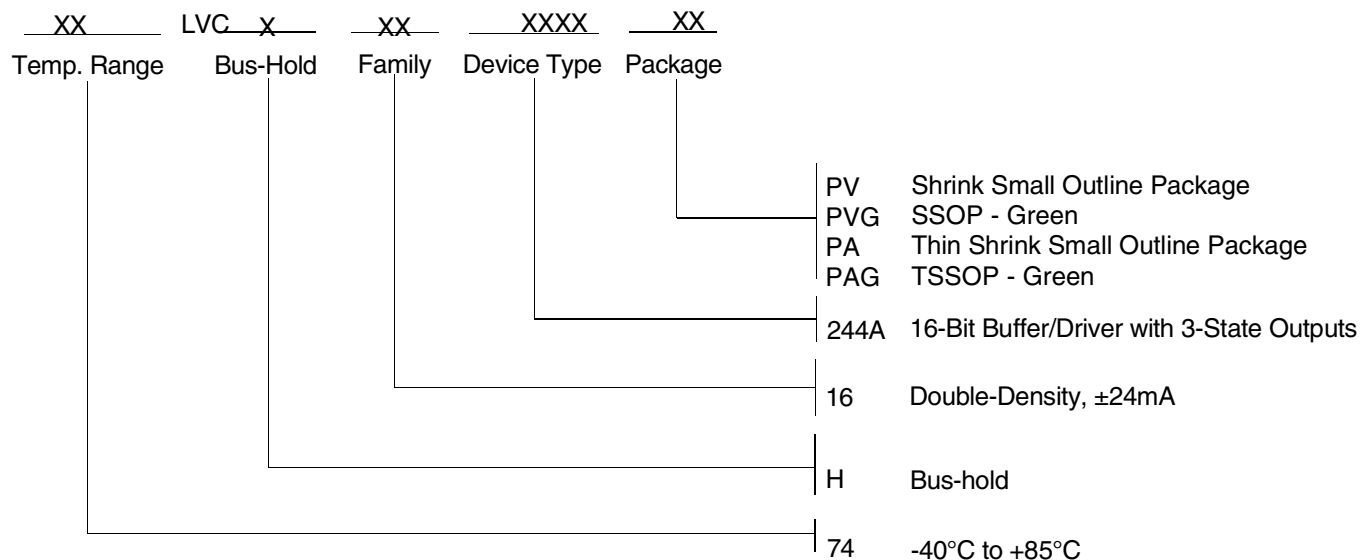 XX LVC X XX XXXX XX
Temp. Range Bus-Hold Family Device Type Package
PV Shrink Small Outline Package
PVG SSOP - Green
PA Thin Shrink Small Outline Package
PAG TSSOP - Green
244A 16-Bit Buffer/Driver with 3-State Outputs
16 Double-Density, ±24mA
H Bus-hold
74 -40°C to +85°C